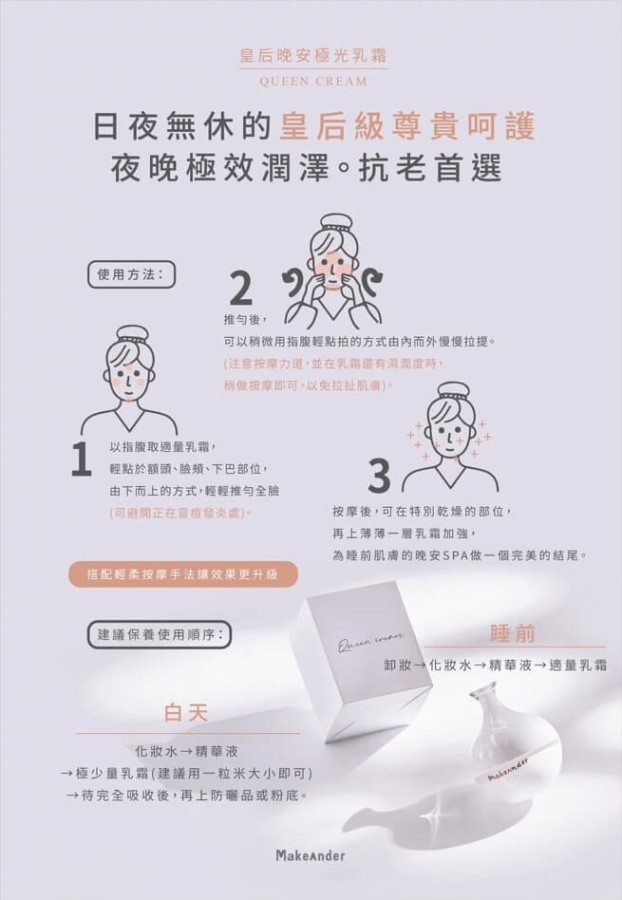 皇后晚安極光乳霜
QUEEN CREAM
日夜無休的皇后級尊貴呵護
夜晚極效潤澤。抗老首選
使用方法：
1
以指腹取適量乳霜，
輕點於額頭、臉頰、下巴部位，
由下而上的方式，輕輕推勻全臉
(可避開正在冒痘發炎處)。
2
推勻後，
可以稍微用指腹輕點拍的方式由內而外慢慢拉提。
(注意按摩力道，並在乳霜還有濕潤度時，
稍做按摩即可，以免拉扯肌膚)。
3
按摩後，可在特別乾燥的部位，
再上薄薄一層乳霜加強，
為睡前肌膚的晚安SPA做一個完美的結尾。
搭配輕柔按摩手法讓效果更升級
建議保養使用順序：
白天
化妝水→精華液
→極少量乳霜(建議用一粒米大小即可)
→待完全吸收後，再上防曬品或粉底。
睡前
卸妝→化妝水→精華液→適量乳霜
Queen cream
MakeAnder
MakeAnder